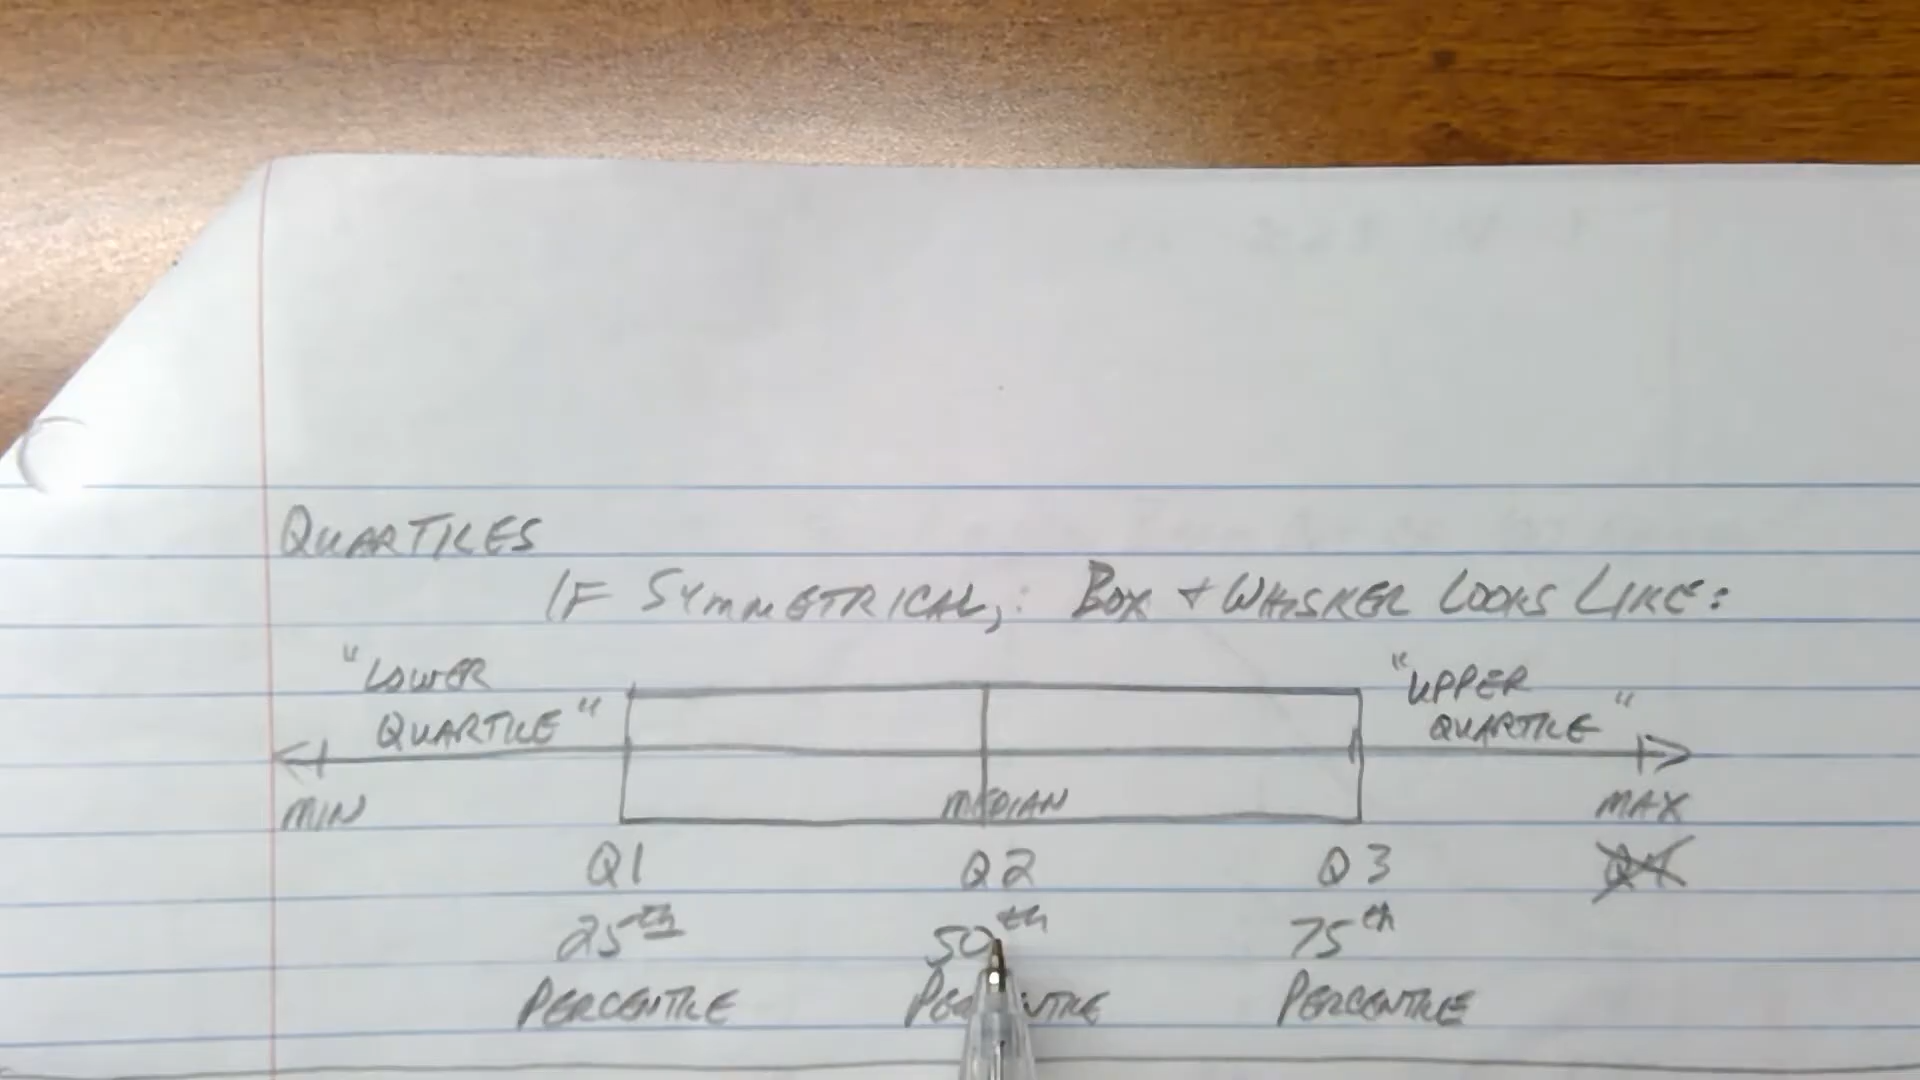 QUARTILES
IF SYMMETRICAL,: BOX + WHISKER LOOKS LIKE:
"LOWER
QUARTILE"
"UPPER
QUARTILE"
MIN
MEDIAN
MAX
Q1 Q2 Q3 Q4
25th 50th 75th
PERCENTILE PERCENTILE